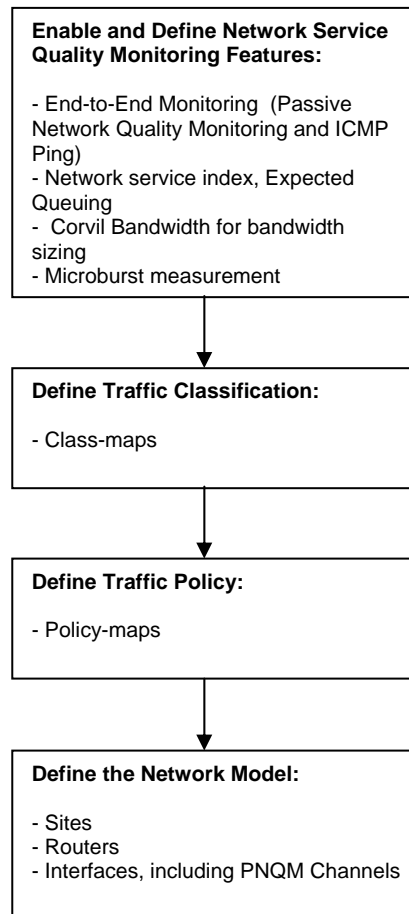 Enable and Define Network Service
Quality Monitoring Features:
- End-to-End Monitoring (Passive
Network Quality Monitoring and ICMP
Ping)
- Network service index, Expected
Queuing
- Corvil Bandwidth for bandwidth
sizing
- Microburst measurement
Define Traffic Classification:
- Class-maps
Define Traffic Policy:
- Policy-maps
Define the Network Model:
- Sites
- Routers
- Interfaces, including PNQM Channels